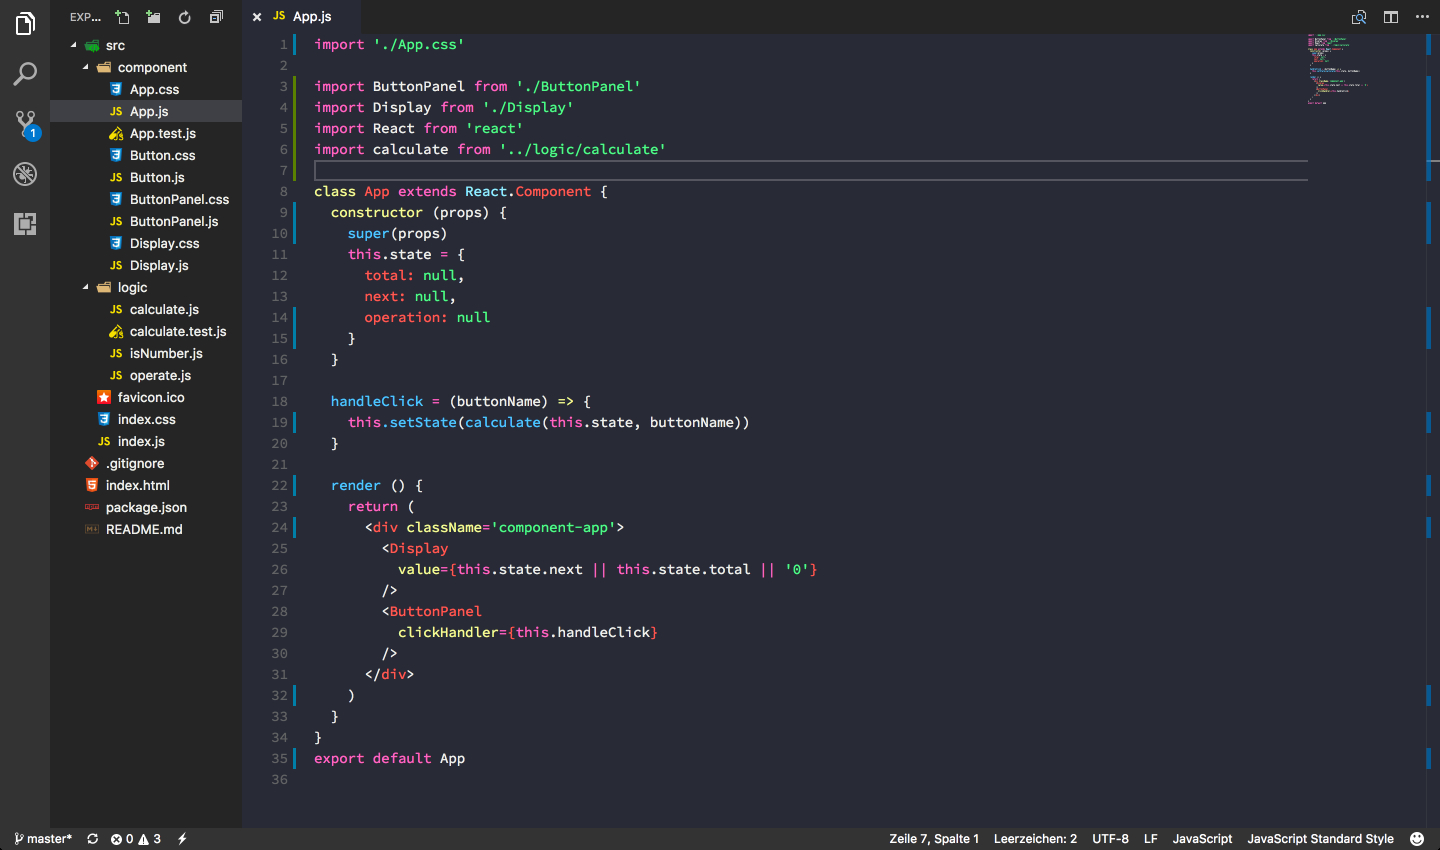 EXP...
src
component
App.css
JS App.js
App.test.js
Button.css
JS Button.js
ButtonPanel.css
JS ButtonPanel.js
Display.css
JS Display.js
logic
JS calculate.js
calculate.test.js
JS isNumber.js
JS operate.js
favicon.ico
index.css
JS index.js
.gitignore
index.html
package.json
README.md
1
× JS App.js
1 import './App.css'
2
3 import ButtonPanel from './ButtonPanel'
4 import Display from './Display'
5 import React from 'react'
6 import calculate from '../logic/calculate'
7
8 class App extends React.Component {
9   constructor (props) {
10     super(props)
11     this.state = {
12       total: null,
13       next: null,
14       operation: null
15     }
16   }
17
18   handleClick = (buttonName) => {
19     this.setState(calculate(this.state, buttonName))
20   }
21
22   render () {
23     return (
24       <div className='component-app'>
25         <Display
26           value={this.state.next || this.state.total || '0'}
27         />
28         <ButtonPanel
29           clickHandler={this.handleClick}
30         />
31       </div>
32     )
33   }
34 }
35 export default App
36
master* 0 3 Zeile 7, Spalte 1 Leerzeichen: 2 UTF-8 LF JavaScript JavaScript Standard Style